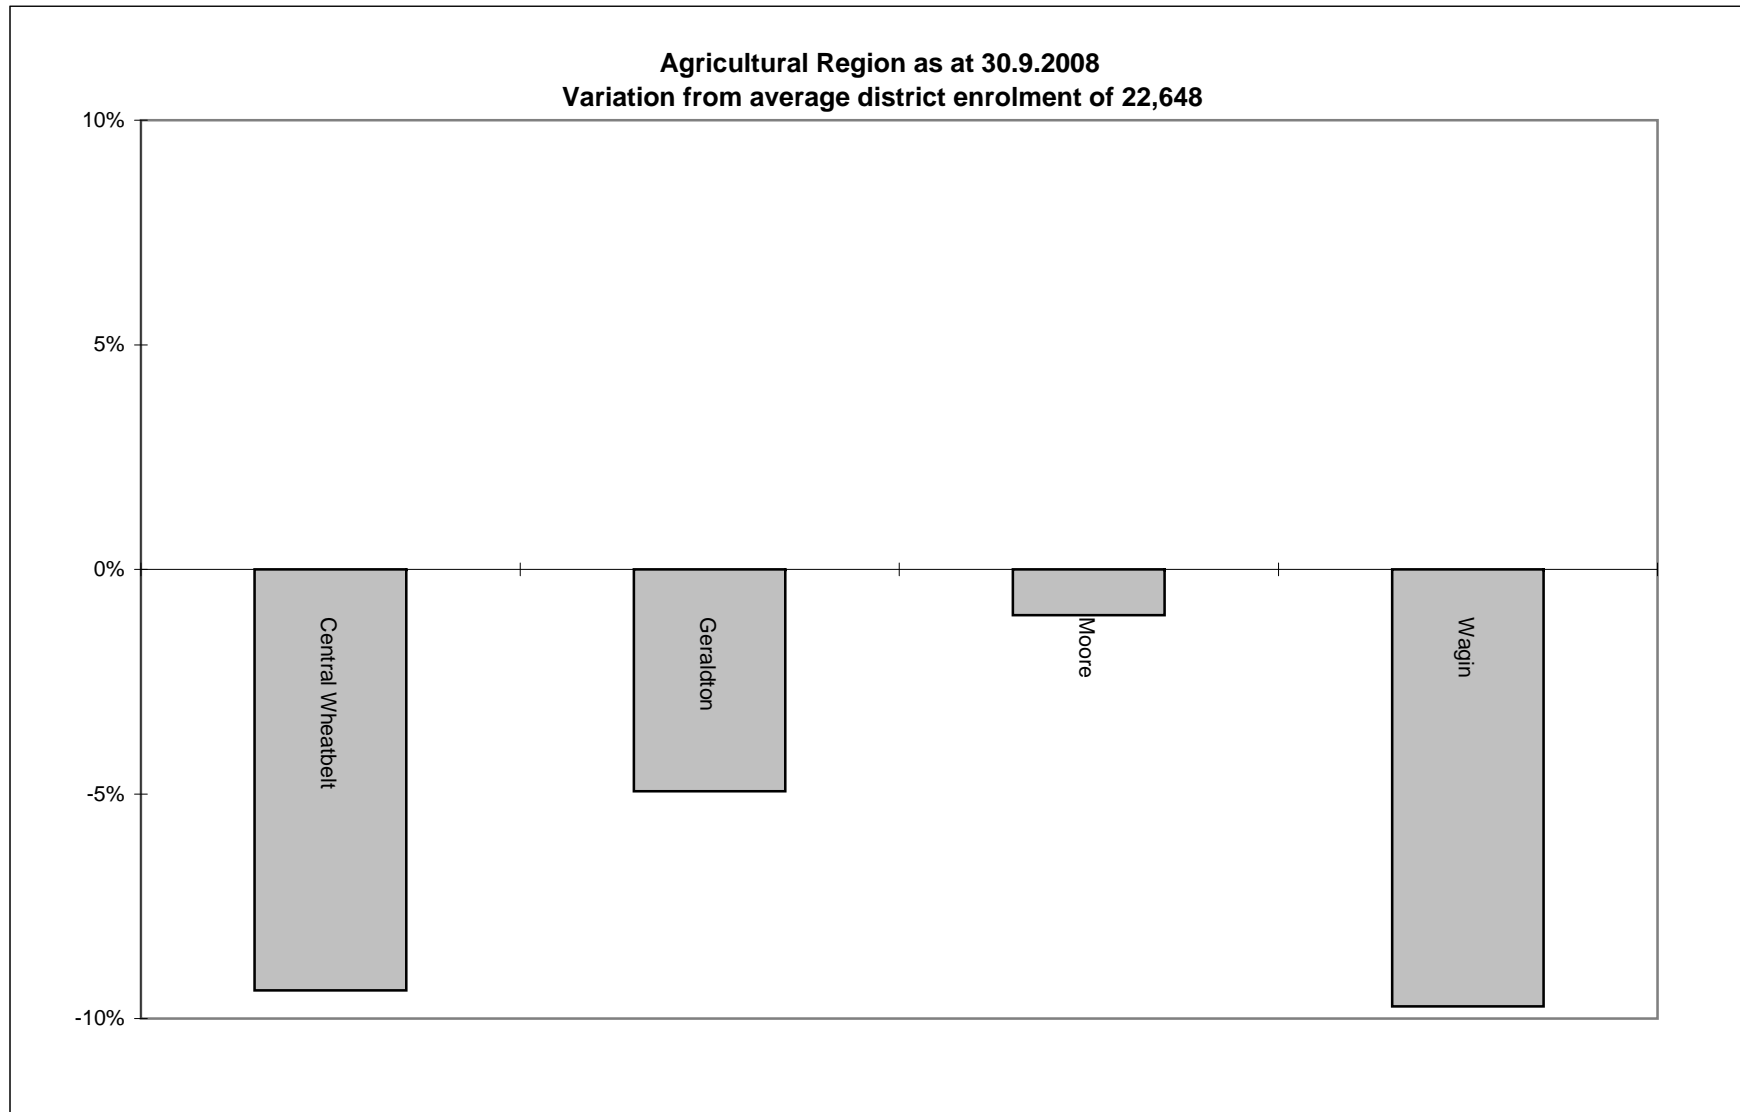 Agricultural Region as at 30.9.2008
Variation from average district enrolment of 22,648
10%
5%
0%
-5%
-10%
Central Wheatbelt
Geraldton
Moore
Wagin